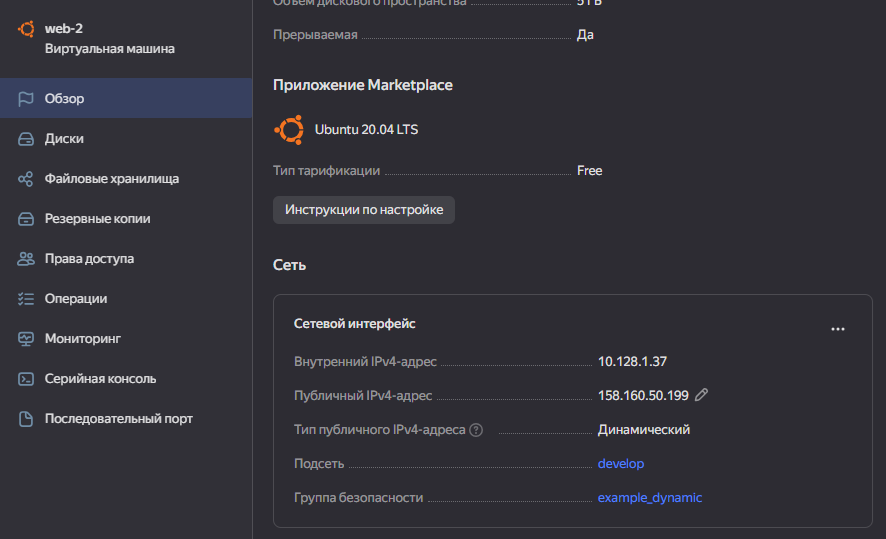 web-2
Виртуальная машина
Обзор
Диски
Файловые хранилища
Резервные копии
Права доступа
Операции
Мониторинг
Серийная консоль
Последовательный порт
Объем дискового пространства
Прерываемая Да
Приложение Marketplace
Ubuntu 20.04 LTS
Тип тарификации Free
Инструкции по настройке
Сеть
Сетевой интерфейс
Внутренний IPv4-адрес 10.128.1.37
Публичный IPv4-адрес 158.160.50.199
Тип публичного IPv4-адреса Динамический
Подсеть develop
Группа безопасности example_dynamic